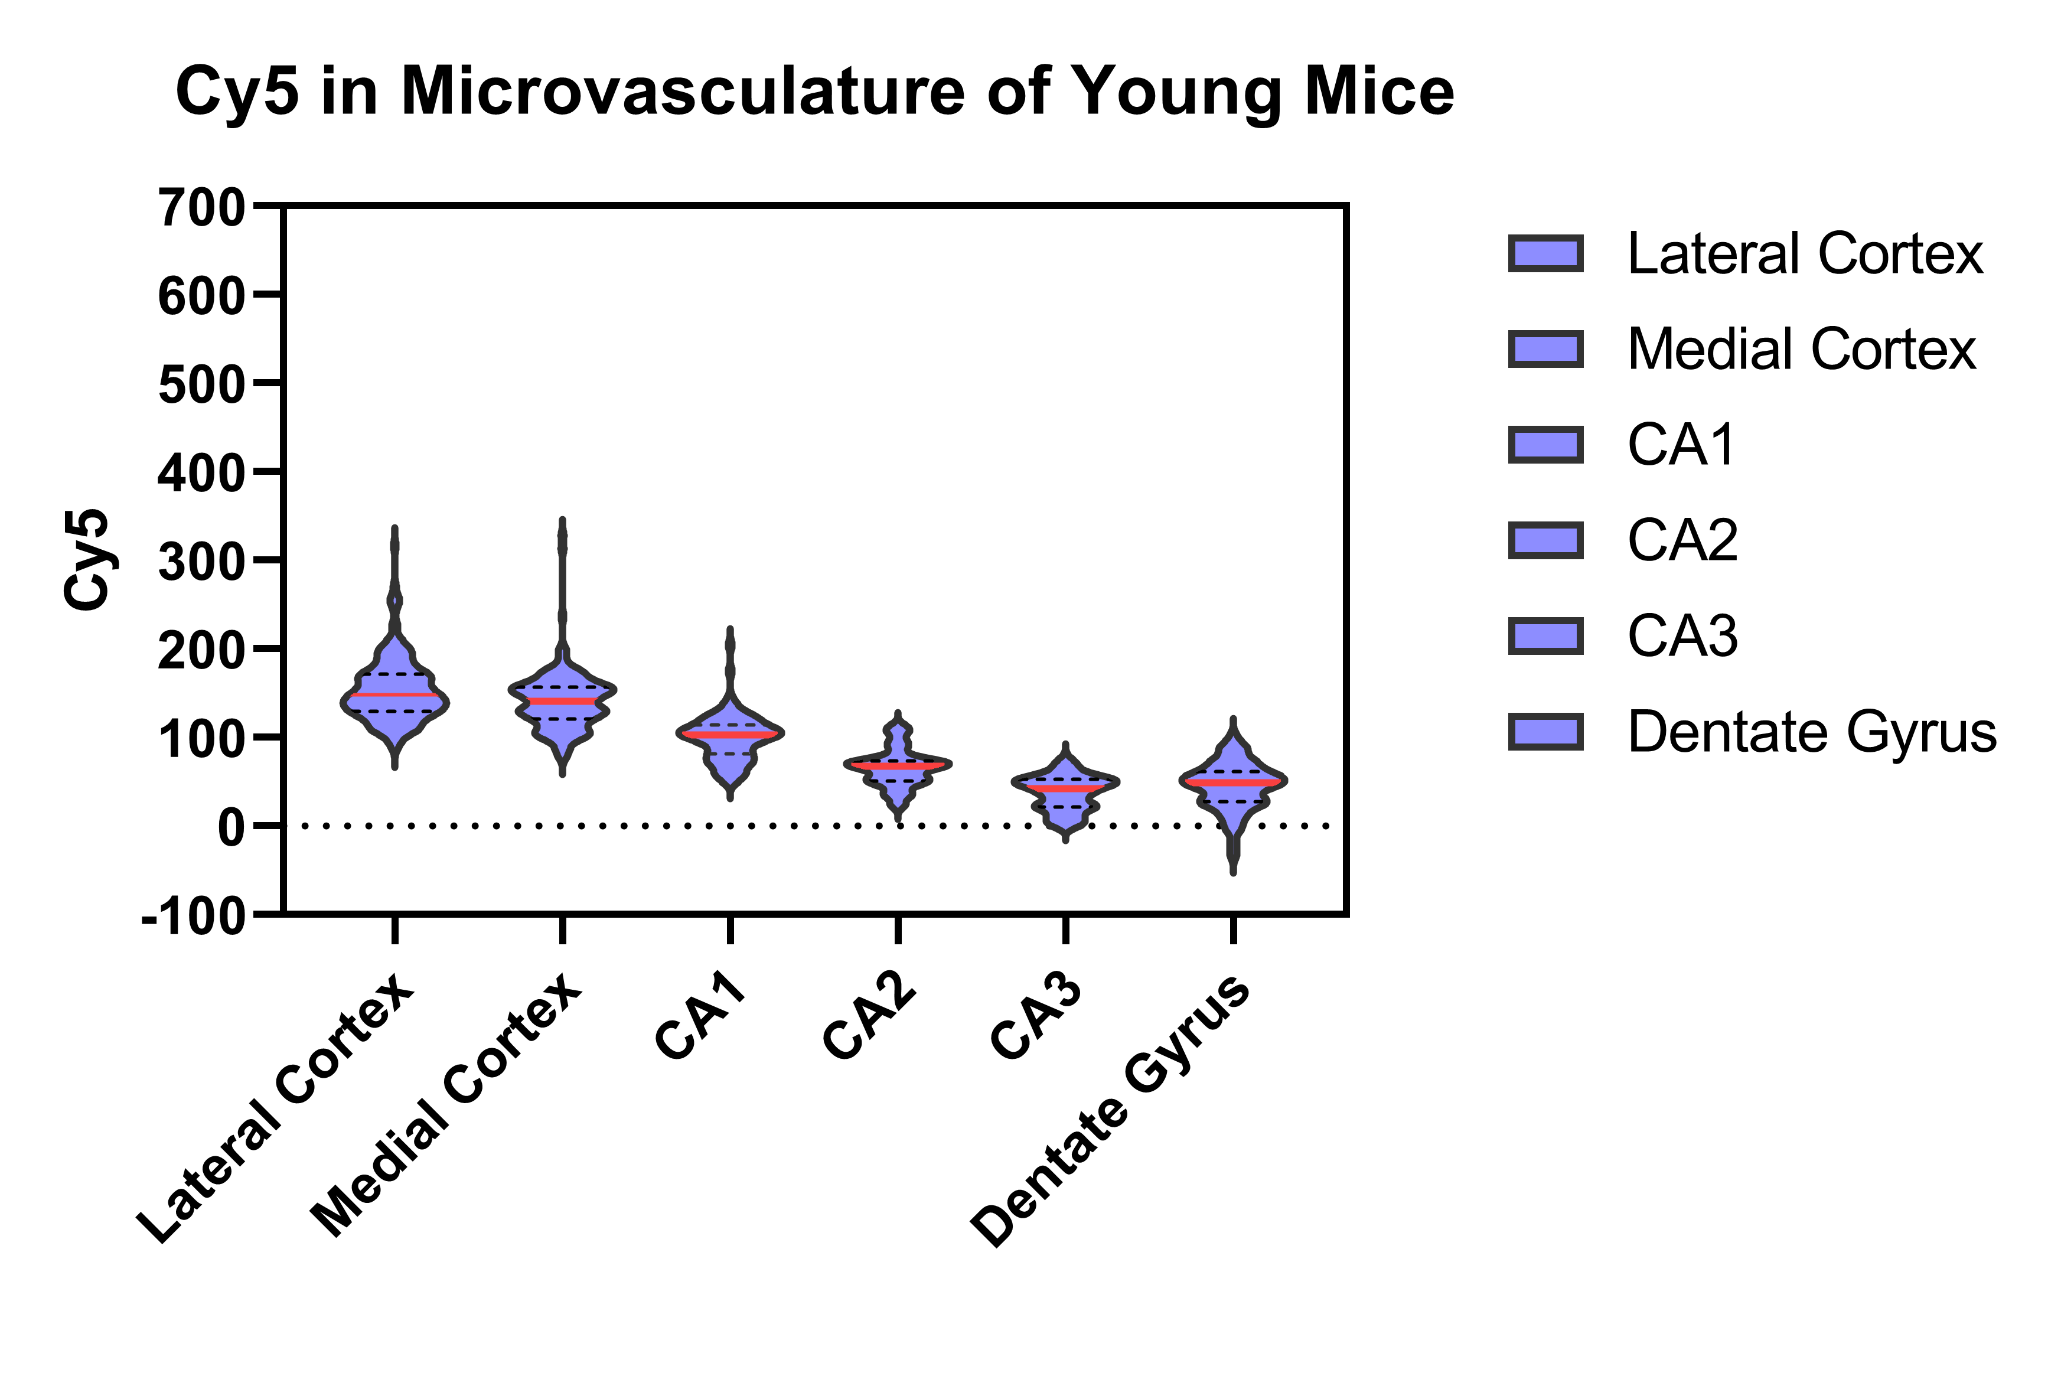 Cy5 in Microvasculature of Young Mice
700
600
500
400
300
200
100
0
-100
Cy5
Lateral Cortex
Medial Cortex
CA1
CA2
CA3
Dentate Gyrus
Lateral Cortex
Medial Cortex
CA1
CA2
CA3
Dentate Gyrus